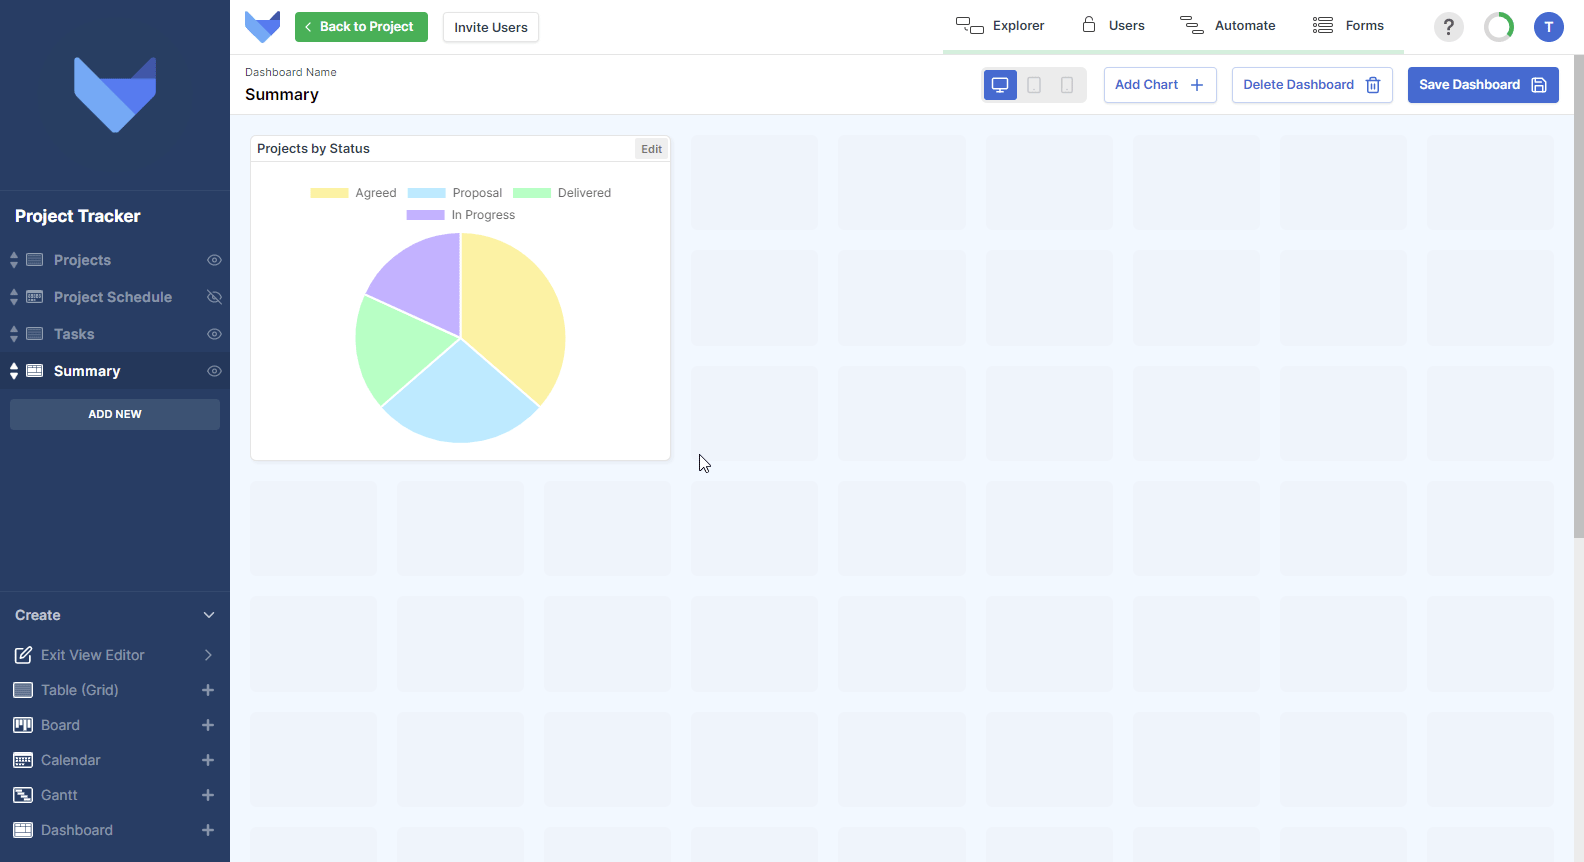 Back to Project
Invite Users
Explorer
Users
Automate
Forms
?
T
Dashboard Name
Summary
Add Chart
Delete Dashboard
Save Dashboard
Project Tracker
Projects
Project Schedule
Tasks
Summary
ADD NEW
Create
Exit View Editor
Table (Grid)
Board
Calendar
Gantt
Dashboard
Projects by Status
Edit
Agreed
Proposal
Delivered
In Progress